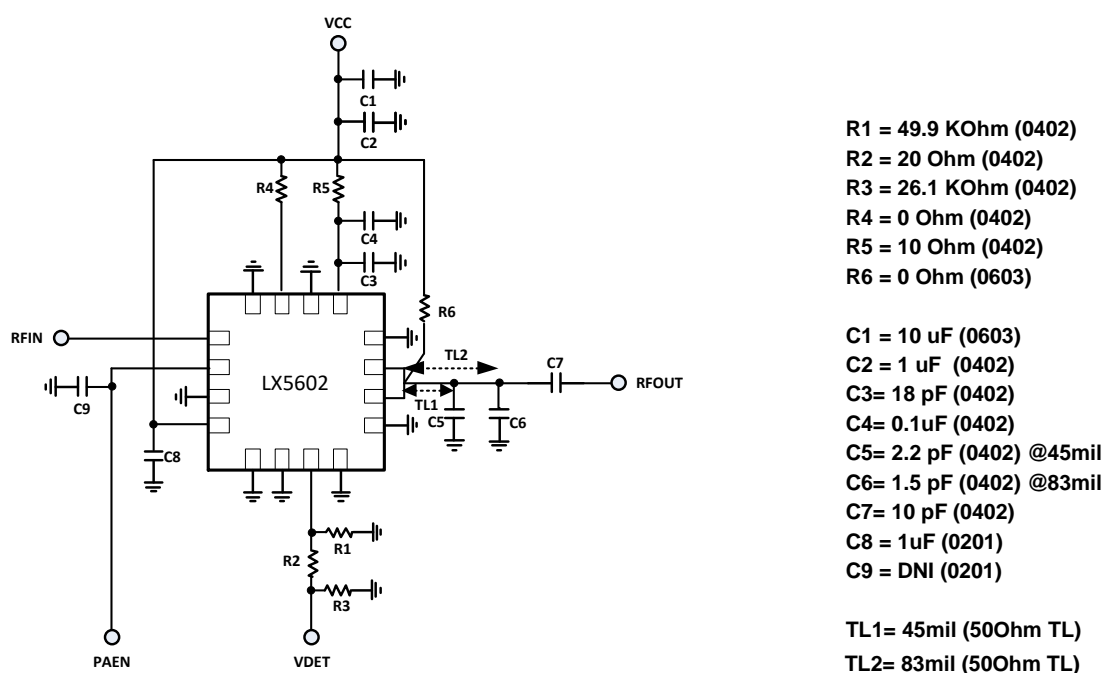 VCC
C1
C2
R4
R5
C4
C3
R6
RFIN
TL2
C7
LX5602
RFOUT
C9
TL1
C5
C6
C8
R1
R2
R3
PAEN
VDET
R1 = 49.9 KOhm (0402)
R2 = 20 Ohm (0402)
R3 = 26.1 KOhm (0402)
R4 = 0 Ohm (0402)
R5 = 10 Ohm (0402)
R6 = 0 Ohm (0603)
C1 = 10 uF (0603)
C2 = 1 uF (0402)
C3= 18 pF (0402)
C4= 0.1uF (0402)
C5= 2.2 pF (0402) @45mil
C6= 1.5 pF (0402) @83mil
C7= 10 pF (0402)
C8 = 1uF (0201)
C9 = DNI (0201)
TL1= 45mil (50Ohm TL)
TL2= 83mil (50Ohm TL)